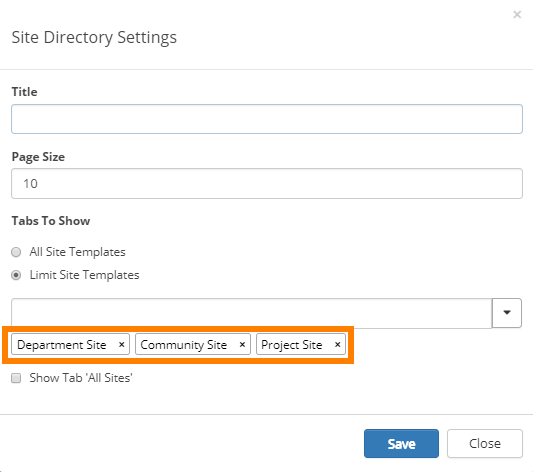 ×
Site Directory Settings
Title
Page Size
10
Tabs To Show
All Site Templates
Limit Site Templates
Department Site × Community Site × Project Site ×
Show Tab 'All Sites'
Save Close